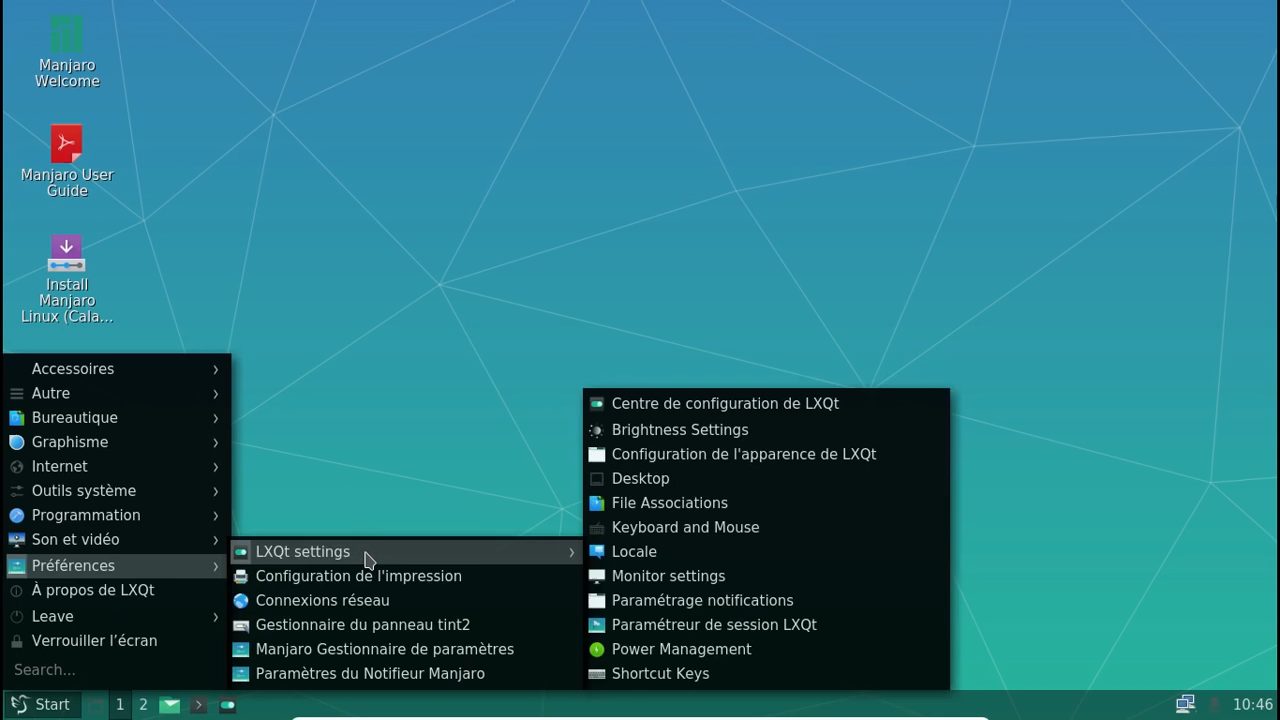 Manjaro
Welcome
Manjaro User
Guide
Install
Manjaro
Linux (Cala...
Accessoires
Autre
Bureautique
Graphisme
Internet
Outils système
Programmation
Son et vidéo
Préférences
À propos de LXQt
Leave
Verrouiller l’écran
Search...
LXQt settings
Configuration de l'impression
Connexions réseau
Gestionnaire du panneau tint2
Manjaro Gestionnaire de paramètres
Paramètres du Notifieur Manjaro
Centre de configuration de LXQt
Brightness Settings
Configuration de l'apparence de LXQt
Desktop
File Associations
Keyboard and Mouse
Locale
Monitor settings
Paramétrage notifications
Paramétreur de session LXQt
Power Management
Shortcut Keys
Start
1
2
10:46